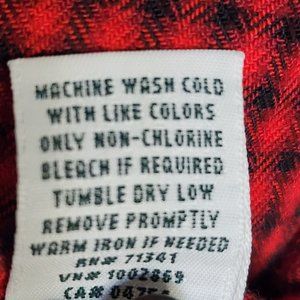 MACHINE WASH COLD
WITH LIKE COLORS
ONLY NON-CHLORINE
BLEACH IF REQUIRED
TUMBLE DRY LOW
REMOVE PROMPTLY
WARM IRON IF NEEDED
RN# 71341
VN# 1002869
CA#